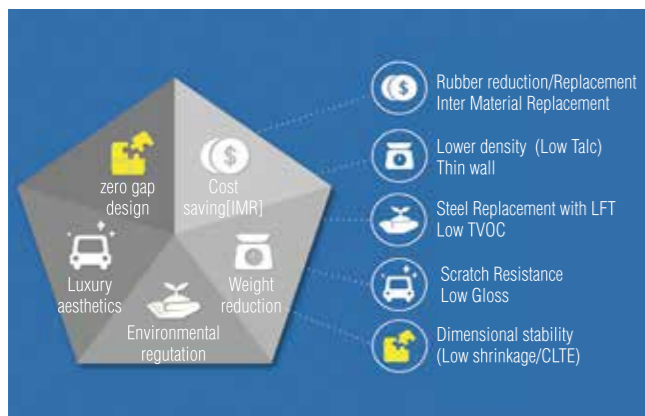 zero gap
design
Cost
saving[IMR]
Luxury
aesthetics
Weight
reduction
Environmental
regutation
Rubber reduction/Replacement
Inter Material Replacement
Lower density (Low Talc)
Thin wall
Steel Replacement with LFT
Low TVOC
Scratch Resistance
Low Gloss
Dimensional stability
(Low shrinkage/CLTE)